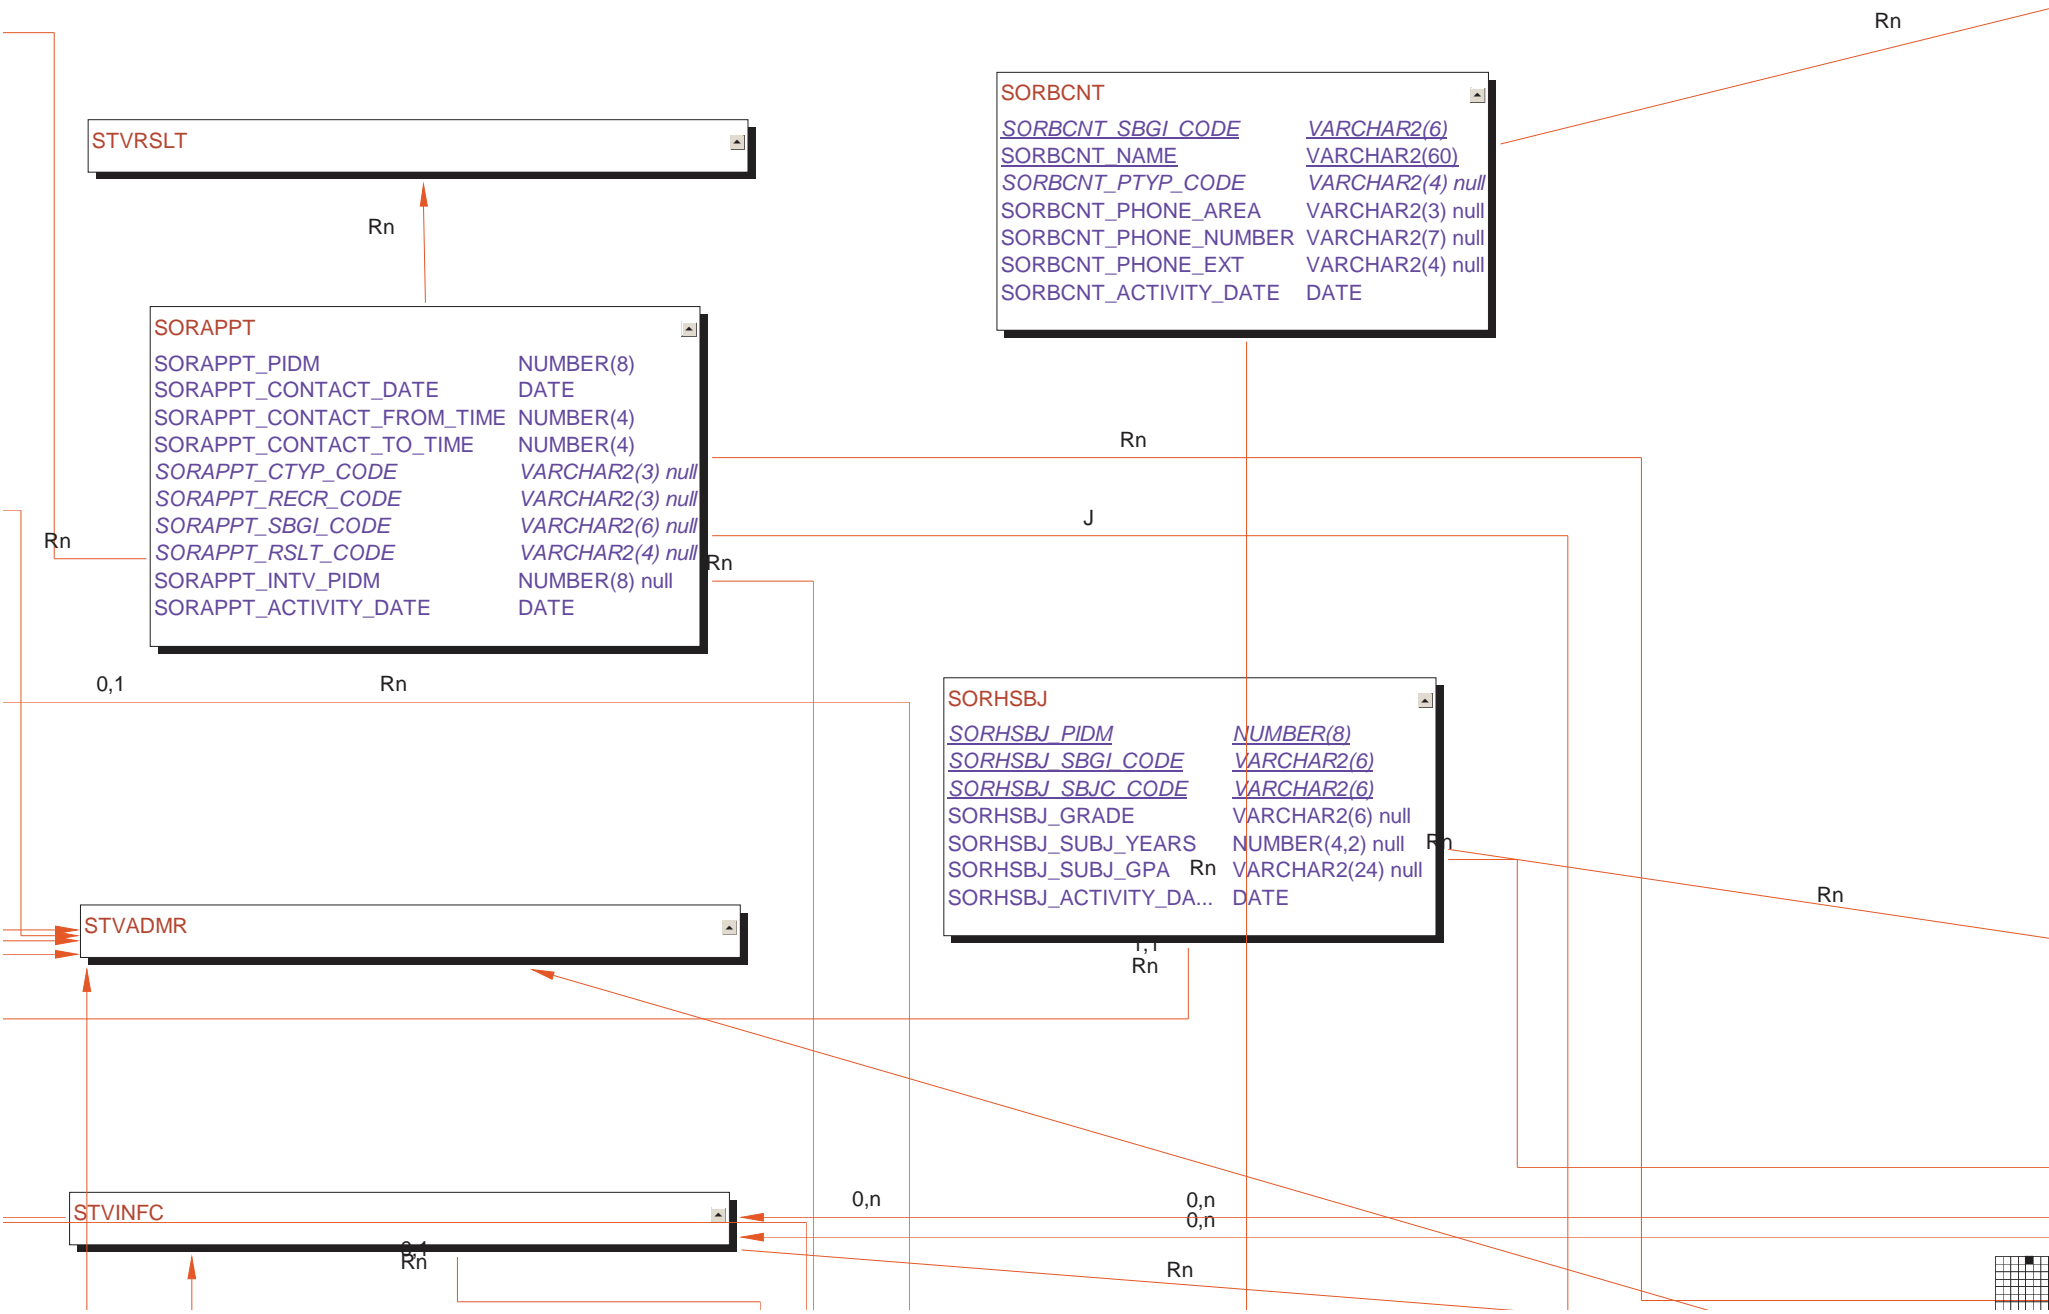 Rn
SORBCNT
SORBCNT_SBGI_CODE VARCHAR2(6)
SORBCNT_NAME VARCHAR2(60)
SORBCNT_PTYP_CODE VARCHAR2(4) null
SORBCNT_PHONE_AREA VARCHAR2(3) null
SORBCNT_PHONE_NUMBER VARCHAR2(7) null
SORBCNT_PHONE_EXT VARCHAR2(4) null
SORBCNT_ACTIVITY_DATE DATE
STVRSLT
Rn
SORAPPT
SORAPPT_PIDM NUMBER(8)
SORAPPT_CONTACT_DATE DATE
SORAPPT_CONTACT_FROM_TIME NUMBER(4)
SORAPPT_CONTACT_TO_TIME NUMBER(4)
SORAPPT_CTYP_CODE VARCHAR2(3) null
SORAPPT_RECR_CODE VARCHAR2(3) null
SORAPPT_SBGI_CODE VARCHAR2(6) null
SORAPPT_RSLT_CODE VARCHAR2(4) null
SORAPPT_INTV_PIDM NUMBER(8) null
SORAPPT_ACTIVITY_DATE DATE
Rn
J
Rn
Rn
0,1
Rn
SORHSBJ
SORHSBJ_PIDM NUMBER(8)
SORHSBJ_SBGI_CODE VARCHAR2(6)
SORHSBJ_SBJC_CODE VARCHAR2(6)
SORHSBJ_GRADE VARCHAR2(6) null
SORHSBJ_SUBJ_YEARS NUMBER(4,2) null
SORHSBJ_SUBJ_GPA VARCHAR2(24) null
SORHSBJ_ACTIVITY_DA... DATE
Rn
Rn
Rn
1,1
Rn
STVADMR
STVINFC
0,n
0,n
0,n
0,1
Rn
Rn